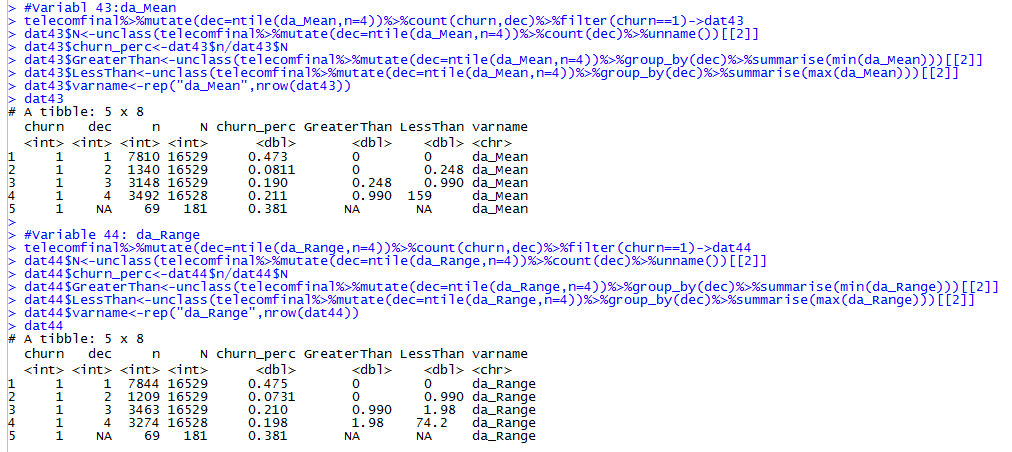 > #Variabl 43:da_Mean
> telecomfinal%>%mutate(dec=ntile(da_Mean,n=4))%>%count(churn,dec)%>%filter(churn==1)->dat43
> dat43$N<-unclass(telecomfinal%>%mutate(dec=ntile(da_Mean,n=4))%>%count(dec)%>%unname())[[2]]
> dat43$churn_perc<-dat43$n/dat43$N
> dat43$GreaterThan<-unclass(telecomfinal%>%mutate(dec=ntile(da_Mean,n=4))%>%group_by(dec)%>%summarise(min(da_Mean)))[[2]]
> dat43$LessThan<-unclass(telecomfinal%>%mutate(dec=ntile(da_Mean,n=4))%>%group_by(dec)%>%summarise(max(da_Mean)))[[2]]
> dat43$varname<-rep("da_Mean",nrow(dat43))
> dat43
# A tibble: 5 x 8
churn dec n N churn_perc GreaterThan LessThan varname
<int> <int> <int> <int> <dbl> <dbl> <dbl> <chr>
1 1 1 7810 16529 0.473 0 0 da_Mean
2 1 2 1340 16529 0.0811 0 0.248 da_Mean
3 1 3 3148 16529 0.190 0.248 0.990 da_Mean
4 1 4 3492 16528 0.211 0.990 159 da_Mean
5 1 NA 69 181 0.381 NA NA da_Mean
>
> #Variable 44: da_Range
> telecomfinal%>%mutate(dec=ntile(da_Range,n=4))%>%count(churn,dec)%>%filter(churn==1)->dat44
> dat44$N<-unclass(telecomfinal%>%mutate(dec=ntile(da_Range,n=4))%>%count(dec)%>%unname())[[2]]
> dat44$churn_perc<-dat44$n/dat44$N
> dat44$GreaterThan<-unclass(telecomfinal%>%mutate(dec=ntile(da_Range,n=4))%>%group_by(dec)%>%summarise(min(da_Range)))[[2]]
> dat44$LessThan<-unclass(telecomfinal%>%mutate(dec=ntile(da_Range,n=4))%>%group_by(dec)%>%summarise(max(da_Range)))[[2]]
> dat44$varname<-rep("da_Range",nrow(dat44))
> dat44
# A tibble: 5 x 8
churn dec n N churn_perc GreaterThan LessThan varname
<int> <int> <int> <int> <dbl> <dbl> <dbl> <chr>
1 1 1 7844 16529 0.475 0 0 da_Range
2 1 2 1209 16529 0.0731 0 0.990 da_Range
3 1 3 3463 16529 0.210 0.990 1.98 da_Range
4 1 4 3274 16528 0.198 1.98 74.2 da_Range
5 1 NA 69 181 0.381 NA NA da_Range